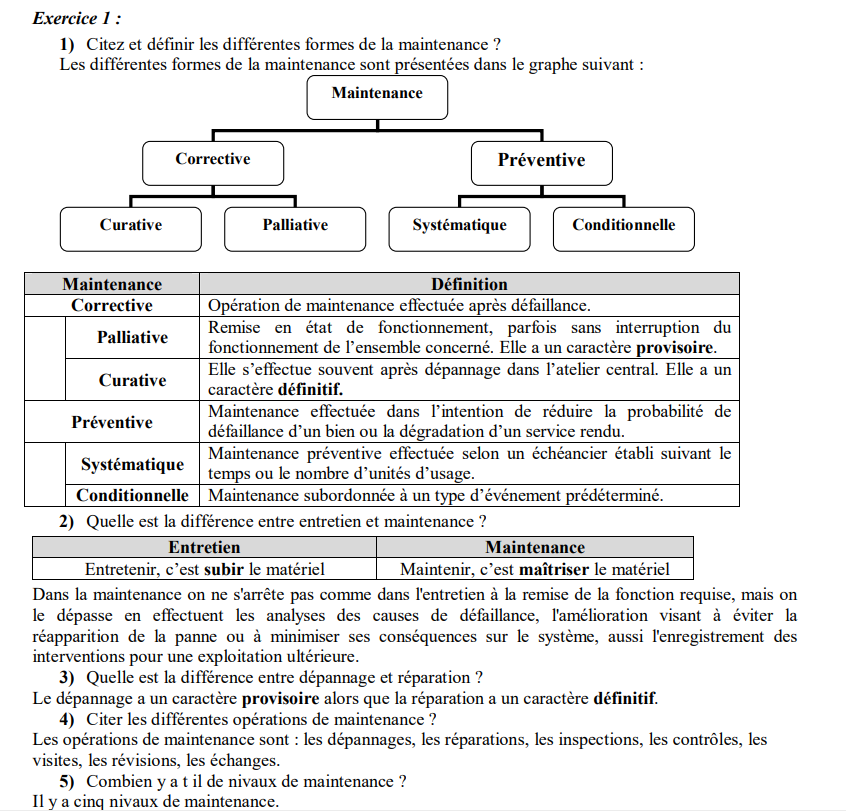 Exercice 1 :
1) Citez et définir les différentes formes de la maintenance ?
Les différentes formes de la maintenance sont présentées dans le graphe suivant :
Maintenance
Corrective
Préventive
Curative
Palliative
Systématique
Conditionnelle
Maintenance
Définition
Corrective
Opération de maintenance effectuée après défaillance.
Palliative
Remise en état de fonctionnement, parfois sans interruption du
fonctionnement de l'ensemble concerné. Elle a un caractère provisoire.
Curative
Elle s'effectue souvent après dépannage dans l'atelier central. Elle a un
caractère définitif.
Préventive
Maintenance effectuée dans l'intention de réduire la probabilité de
défaillance d'un bien ou la dégradation d'un service rendu.
Systématique
Maintenance préventive effectuée selon un échéancier établi suivant le
temps ou le nombre d'unités d'usage.
Conditionnelle
Maintenance subordonnée à un type d'événement prédéterminé.
2) Quelle est la différence entre entretien et maintenance ?
Entretien
Maintenance
Entretenir, c'est subir le matériel
Maintenir, c'est maîtriser le matériel
Dans la maintenance on ne s'arrête pas comme dans l'entretien à la remise de la fonction requise, mais on
le dépasse en effectuent les analyses des causes de défaillance, l'amélioration visant à éviter la
réapparition de la panne ou à minimiser ses conséquences sur le système, aussi l'enregistrement des
interventions pour une exploitation ultérieure.
3) Quelle est la différence entre dépannage et réparation ?
Le dépannage a un caractère provisoire alors que la réparation a un caractère définitif.
4) Citer les différentes opérations de maintenance ?
Les opérations de maintenance sont : les dépannages, les réparations, les inspections, les contrôles, les
visites, les révisions, les échanges.
5) Combien y a t il de nivaux de maintenance ?
Il y a cinq nivaux de maintenance.